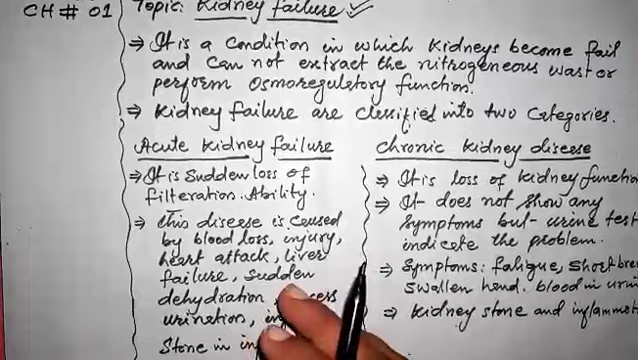 CH # 01
Topic: Kidney failure
⇒ It is a condition in which kidneys become fail
and can not extract the nitrogeneous wast or
perform Osmoregulatory function.
⇒ Kidney failure are classified into two categories.
Acute Kidney failure
⇒ It is Sudden loss of
filteration. Ability.
⇒ This disease is caused
by blood loss, injury,
heart attack, liver
failure, sudden
dehydration
urination,
Stone in
Chronic Kidney disease
⇒ It is loss of kidney function
⇒ It does not show any
symptoms but urine test
indicate the problem.
⇒ Symptoms: fatigue, short
swallen hand. blood in
⇒ Kidney stone and